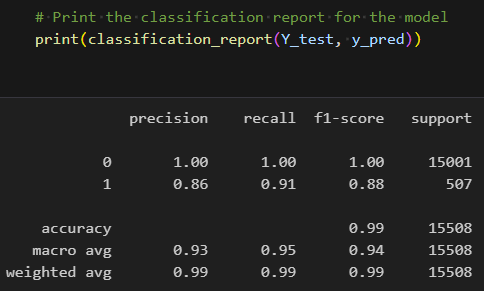 # Print the classification report for the model
print(classification_report(Y_test, y_pred))
precision recall f1-score support
0 1.00 1.00 1.00 15001
1 0.86 0.91 0.88 507
accuracy 0.99 15508
macro avg 0.93 0.95 0.94 15508
weighted avg 0.99 0.99 0.99 15508